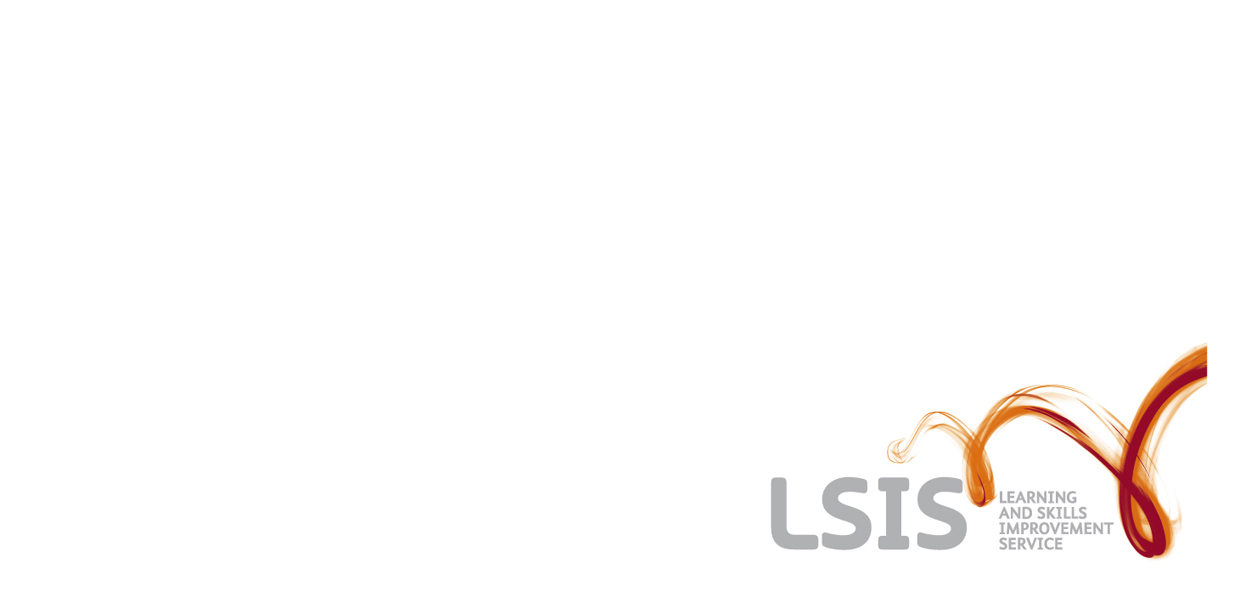 LSIS
LEARNING
AND SKILLS
IMPROVEMENT
SERVICE